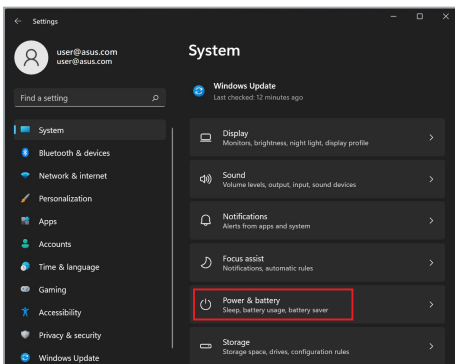 Settings
user@asus.com
user@asus.com
Find a setting
System
Bluetooth & devices
Network & internet
Personalization
Apps
Accounts
Time & language
Gaming
Accessibility
Privacy & security
Windows Update
System
Windows Update
Last checked: 12 minutes ago
Display
Monitors, brightness, night light, display profile
Sound
Volume levels, output, input, sound devices
Notifications
Alerts from apps and system
Focus assist
Notifications, automatic rules
Power & battery
Sleep, battery usage, battery saver
Storage
Storage space, drives, configuration rules